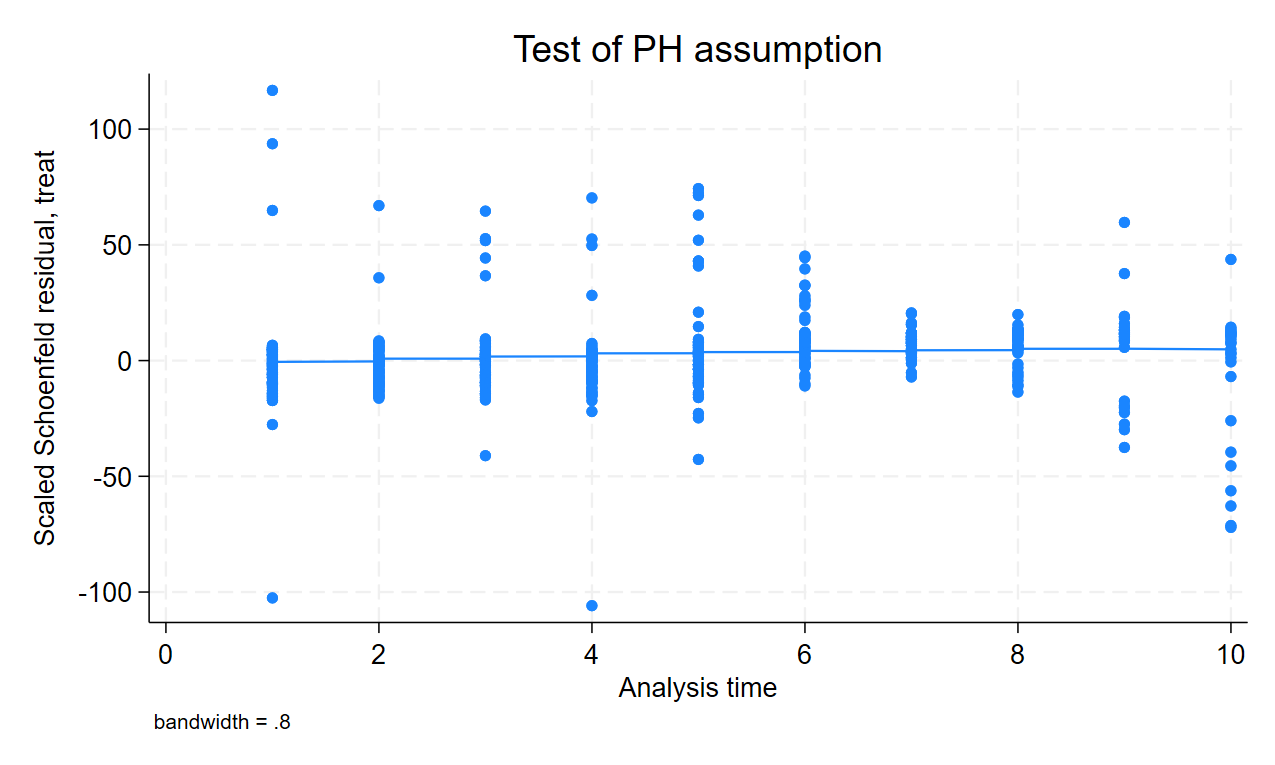 Test of PH assumption
Scaled Schoenfeld residual, treat
100
50
0
-50
-100
0 2 4 6 8 10
Analysis time
bandwidth = .8